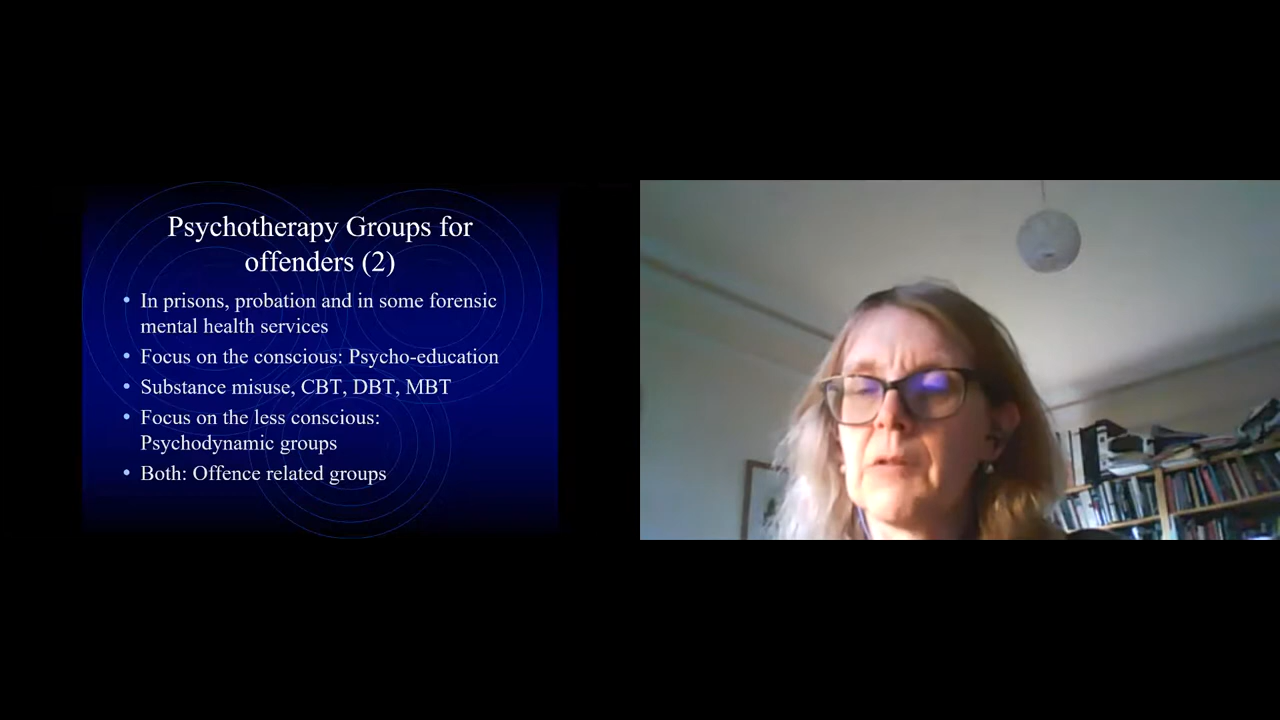 Psychotherapy Groups for
offenders (2)
• In prisons, probation and in some forensic
mental health services
• Focus on the conscious: Psycho-education
• Substance misuse, CBT, DBT, MBT
• Focus on the less conscious:
Psychodynamic groups
• Both: Offence related groups